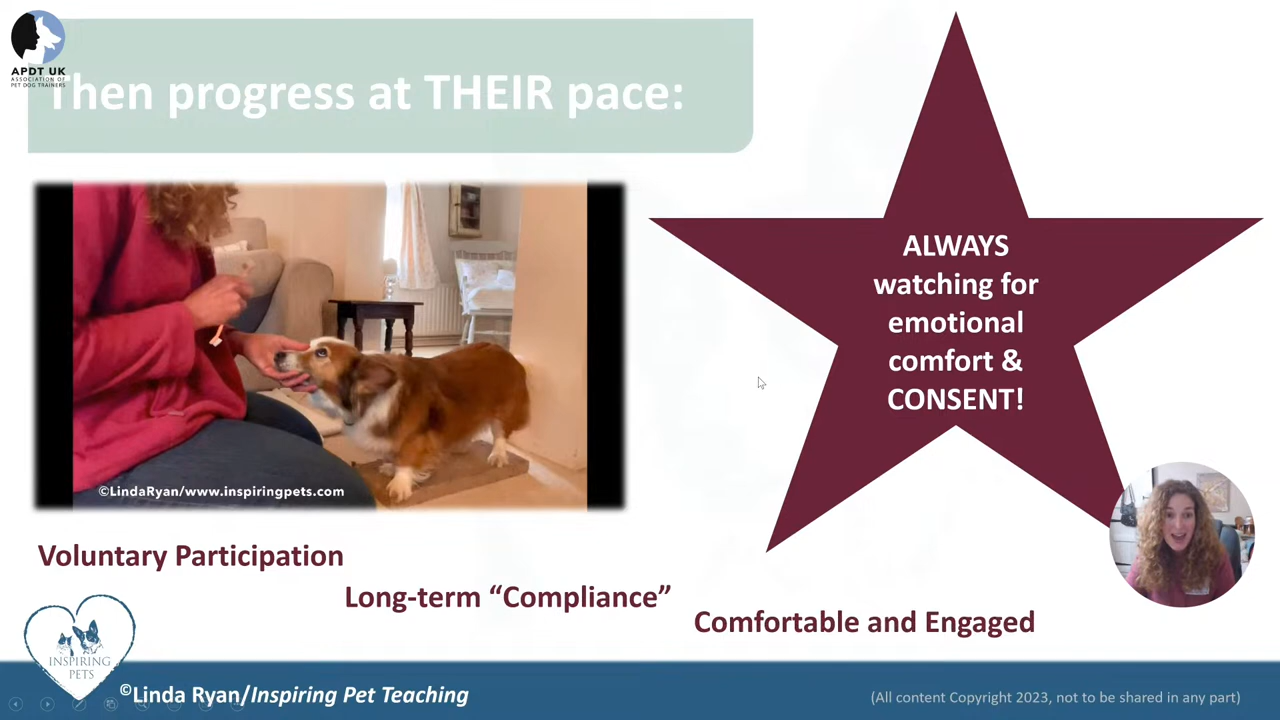 APDT UK
ASSOCIATION OF
PET DOG TRAINERS
Then progress at THEIR pace:
ALWAYS
watching for
emotional
comfort &
CONSENT!
©LindaRyan/www.inspiringpets.com
Voluntary Participation
Long-term “Compliance”
Comfortable and Engaged
INSPIRING
PETS
©Linda Ryan/Inspiring Pet Teaching
(All content Copyright 2023, not to be shared in any part)